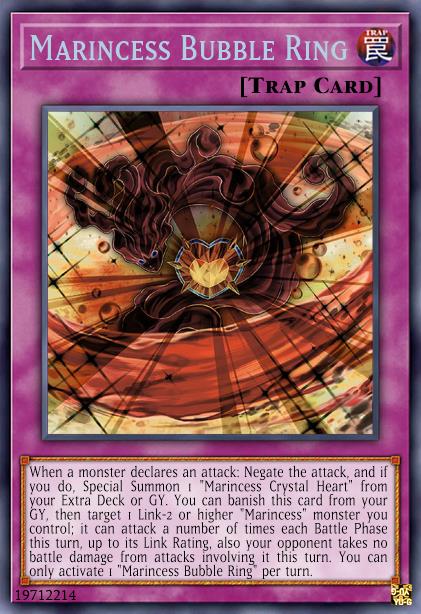 Marincess Bubble Ring
TRAP
罠
[Trap Card]
When a monster declares an attack: Negate the attack, and if
you do, Special Summon 1 "Marincess Crystal Heart" from
your Extra Deck or GY. You can banish this card from your
GY, then target 1 Link-2 or higher "Marincess" monster you
control; it can attack a number of times each Battle Phase
this turn, up to its Link Rating, also your opponent takes no
battle damage from attacks involving it this turn. You can
only activate 1 "Marincess Bubble Ring" per turn.
19712214